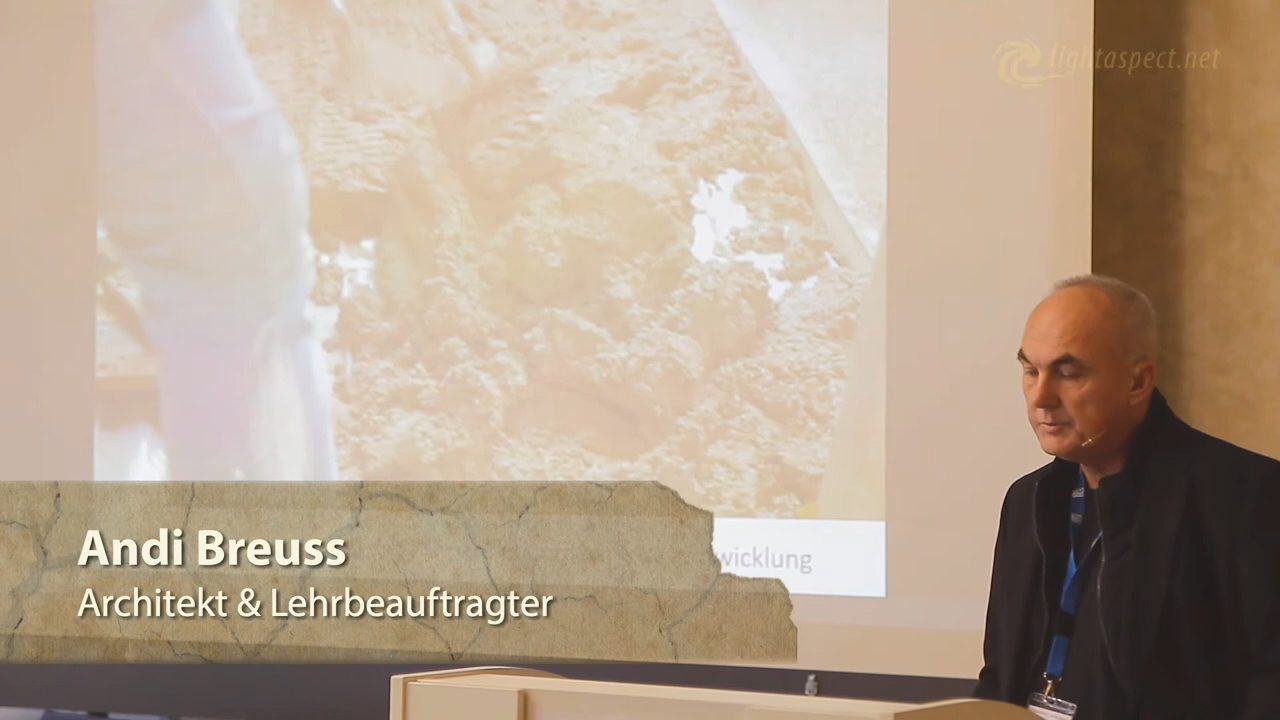 lightaspect.net
wicklung
Andi Breuss
Architekt & Lehrbeauftragter